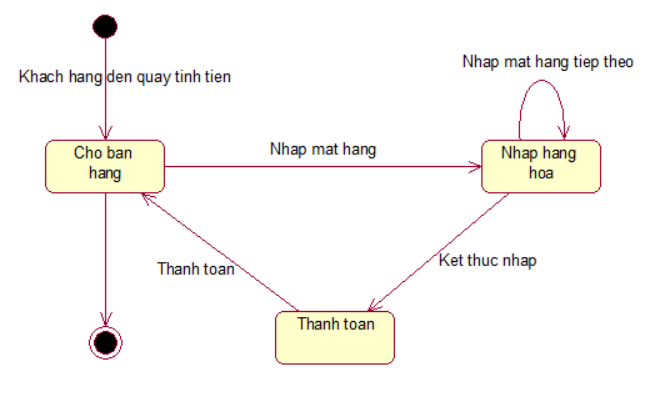 Khach hang den quay tinh tien
Nhap mat hang tiep theo
Cho ban
hang
Nhap mat hang
Nhap hang
hoa
Thanh toan
Ket thuc nhap
Thanh toan